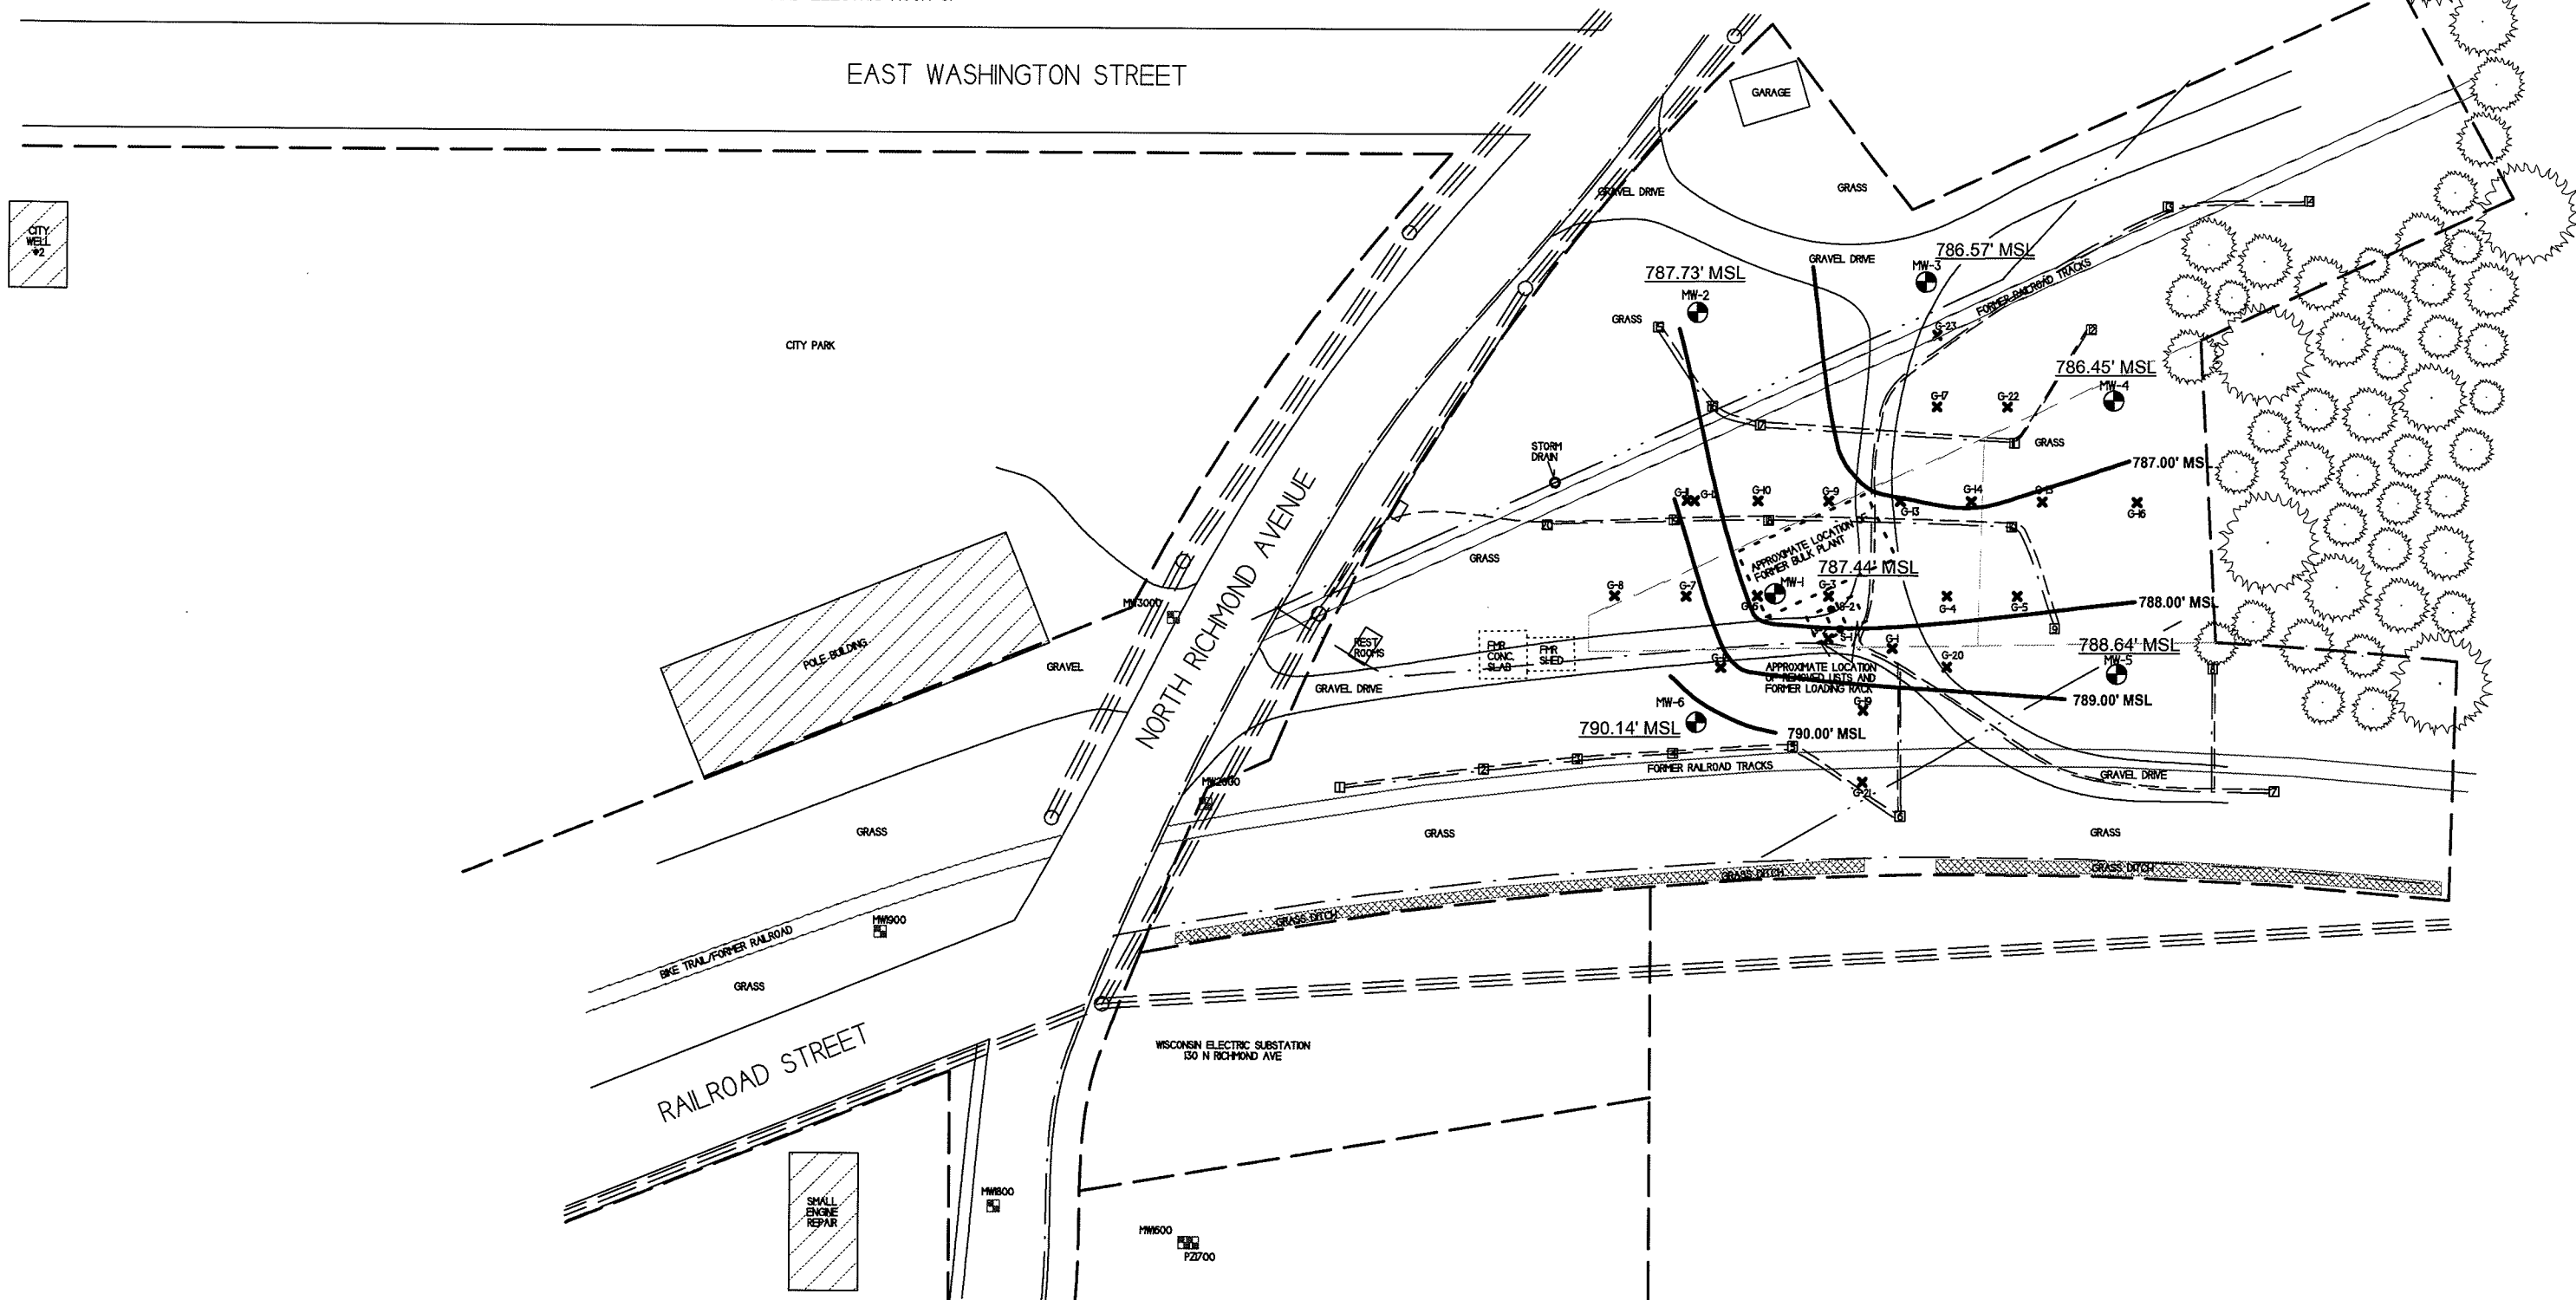 EAST WASHINGTON STREET
GARAGE
GRAVEL DRIVE
GRASS
CITY
WELL
#2
GRAVEL DRIVE
786.57' MSL
MW-3
787.73' MSL
MW-2
FORMER RAILROAD TRACKS
GRASS
G-23
CITY PARK
786.45' MSL
MW-4
G-17
G-22
GRASS
STORM
DRAIN
787.00' MSL
G-10
G-9
G-13
G-14
G-16
NORTH RICHMOND AVENUE
GRASS
APPROXIMATE LOCATION OF
FORMER BULK PLANT
787.44' MSL
MW-1
G-8
G-7
G-3
G-4
G-5
788.00' MSL
MW3000
REST
ROOMS
FMR
CONC.
SLAB
FMR
SHED
S-1
G-1
788.64' MSL
MW-5
POLE BUILDING
GRAVEL
GRAVEL DRIVE
G-20
APPROXIMATE LOCATION
OF REMOVED USTS AND
FORMER LOADING RACK
MW-6
G-19
789.00' MSL
790.14' MSL
790.00' MSL
FORMER RAILROAD TRACKS
GRAVEL DRIVE
MW2000
G-21
GRASS
GRASS
GRASS
GRASS DITCH
GRASS DITCH
GRASS DITCH
MW1900
BIKE TRAIL/FORMER RAILROAD
GRASS
RAILROAD STREET
WISCONSIN ELECTRIC SUBSTATION
130 N RICHMOND AVE
SMALL
ENGINE
REPAIR
MW1800
MW1600
PZ1700